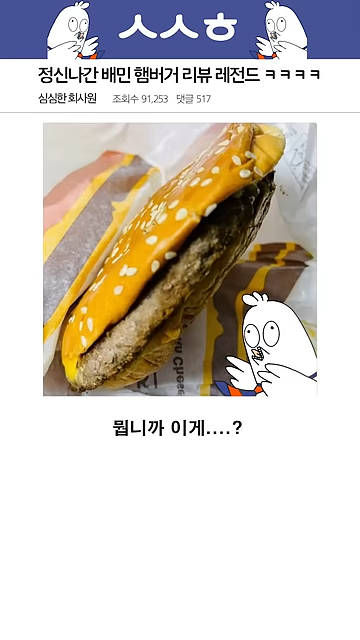 ㅅㅅㅎ
정신나간 배민 햄버거 리뷰 레전드 ㅋㅋㅋㅋ
심심한 회사원 조회수 91,253 댓글 517
뭡니까 이게....?